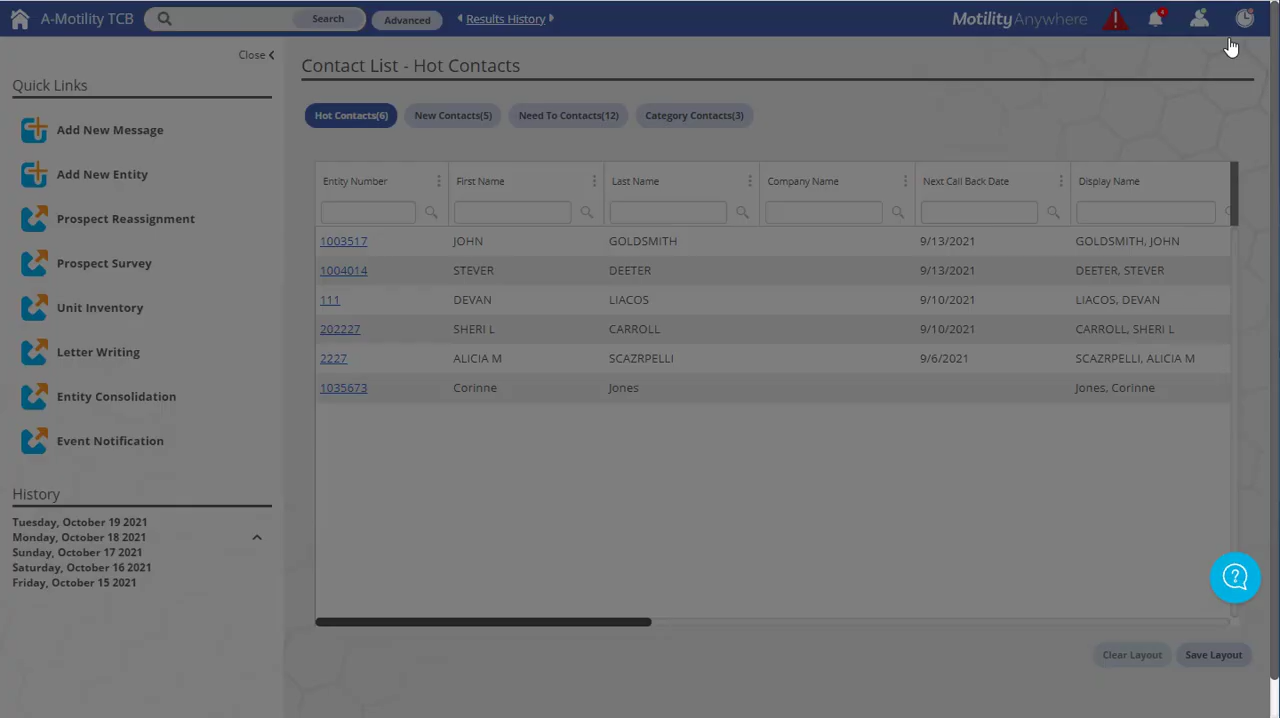 A-Motility TCB Search Advanced Results History MotilityAnywhere 4
Close
Quick Links
Add New Message
Add New Entity
Prospect Reassignment
Prospect Survey
Unit Inventory
Letter Writing
Entity Consolidation
Event Notification
History
Tuesday, October 19 2021
Monday, October 18 2021
Sunday, October 17 2021
Saturday, October 16 2021
Friday, October 15 2021
Contact List - Hot Contacts
Hot Contacts(6) New Contacts(5) Need To Contacts(12) Category Contacts(3)
Entity Number First Name Last Name Company Name Next Call Back Date Display Name
1003517 JOHN GOLDSMITH 9/13/2021 GOLDSMITH, JOHN
1004014 STEVER DEETER 9/13/2021 DEETER, STEVER
111 DEVAN LIACOS 9/10/2021 LIACOS, DEVAN
202227 SHERI L CARROLL 9/10/2021 CARROLL, SHERI L
2227 ALICIA M SCAZRPELLI 9/6/2021 SCAZRPELLI, ALICIA M
1035673 Corinne Jones Jones, Corinne
?
Clear Layout Save Layout